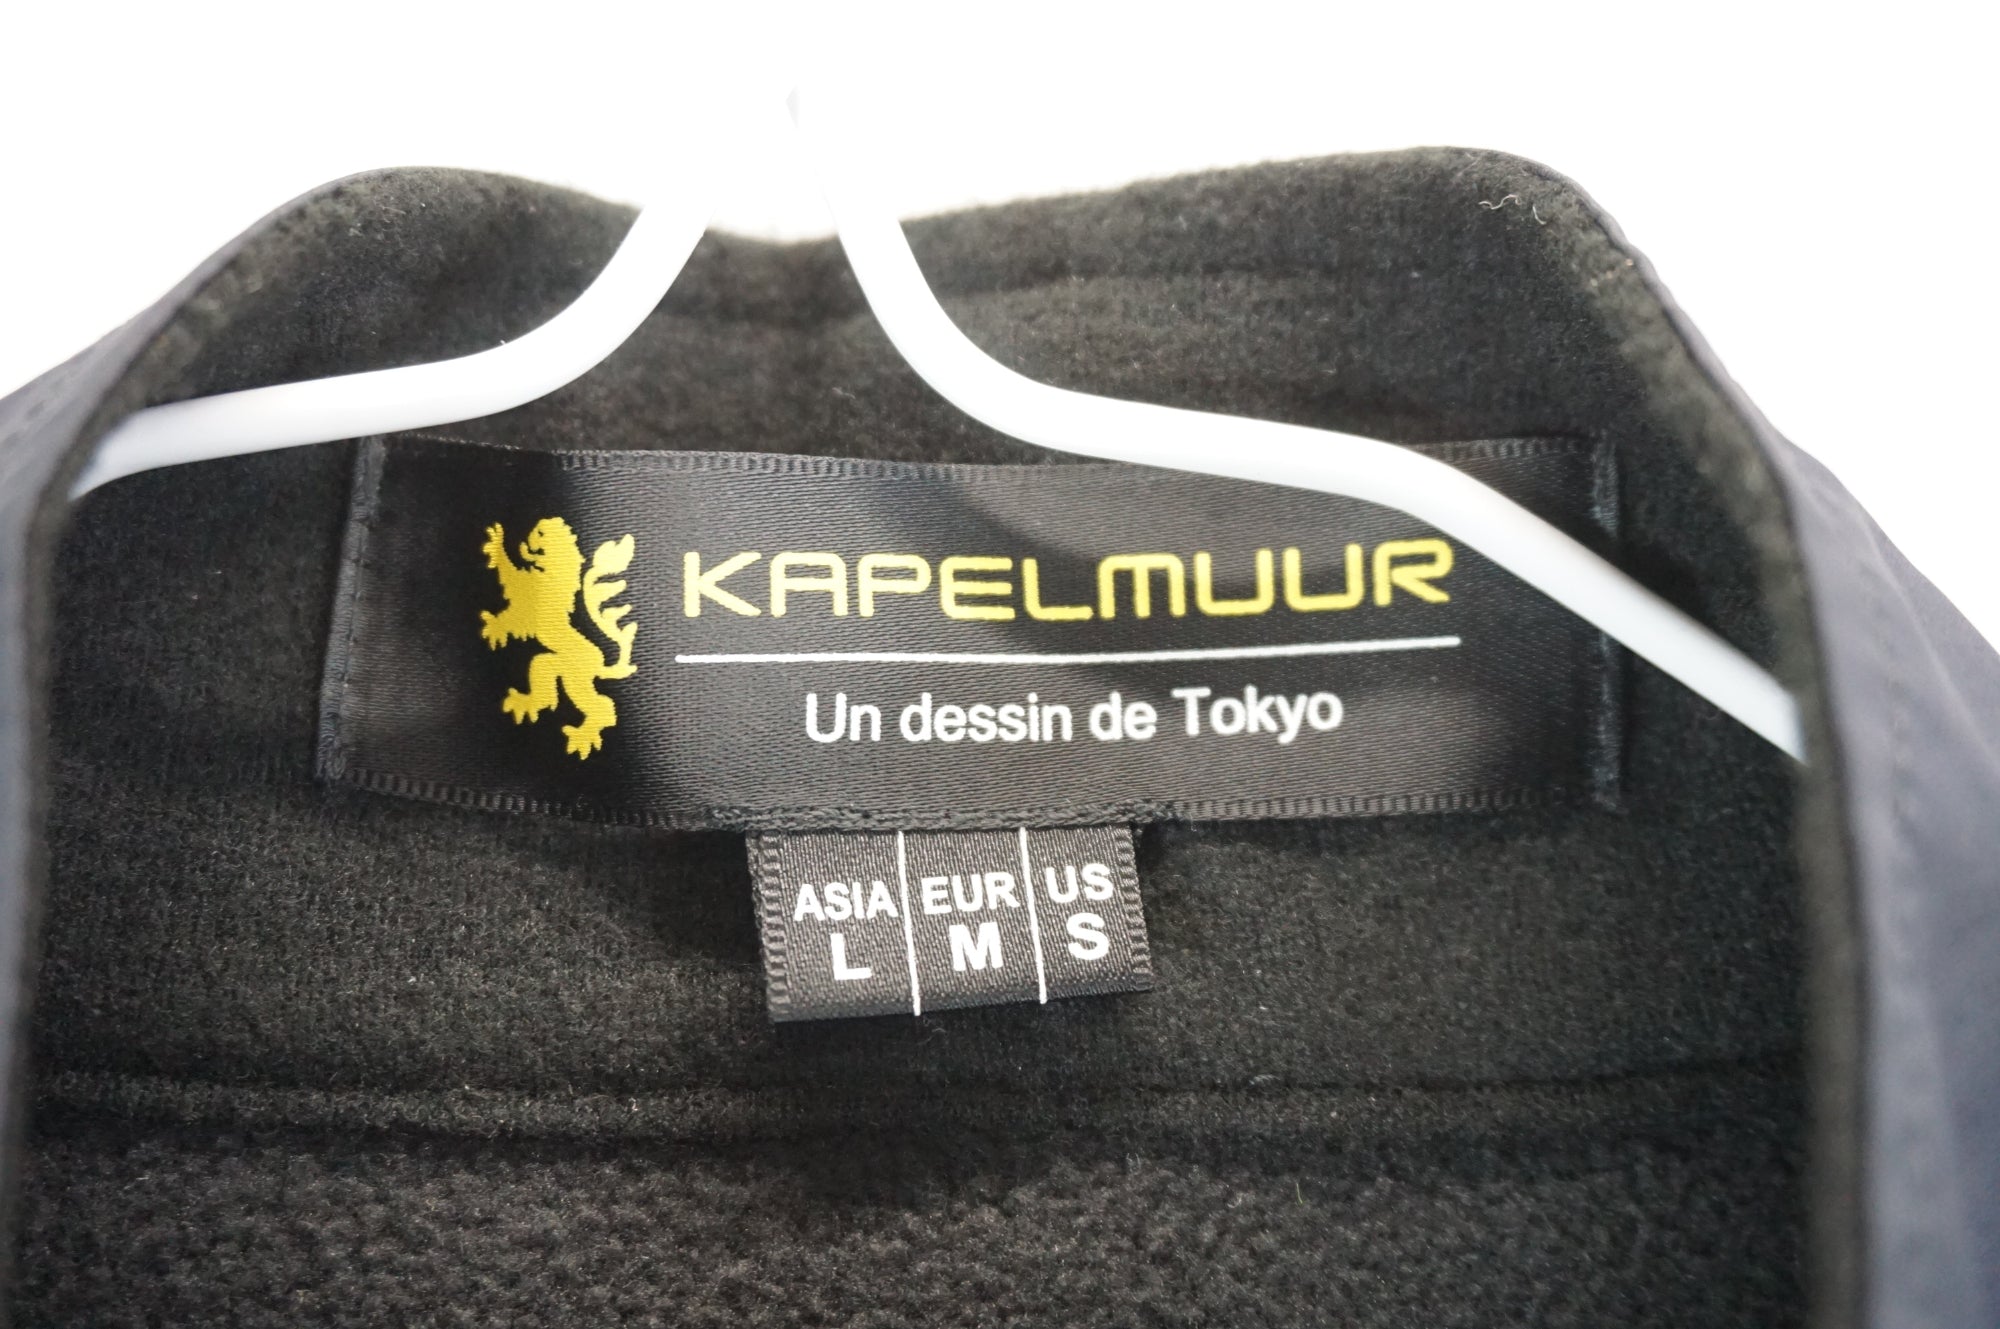 KAPELMUUR
Un dessin de Tokyo
ASIA EUR US
L M S